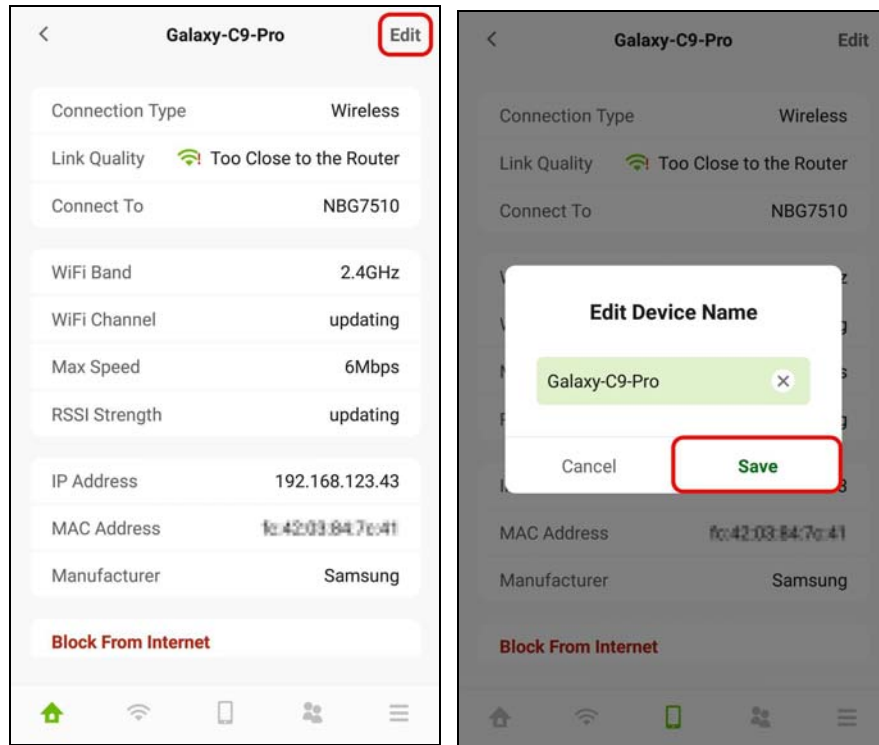 Galaxy-C9-Pro Edit
Connection Type Wireless
Link Quality Too Close to the Router
Connect To NBG7510
WiFi Band 2.4GHz
WiFi Channel updating
Max Speed 6Mbps
RSSI Strength updating
IP Address 192.168.123.43
MAC Address
Manufacturer Samsung
Block From Internet
Galaxy-C9-Pro Edit
Connection Type Wireless
Link Quality Too Close to the Router
Connect To NBG7510
Edit Device Name
Galaxy-C9-Pro
Cancel Save
MAC Address
Manufacturer Samsung
Block From Internet